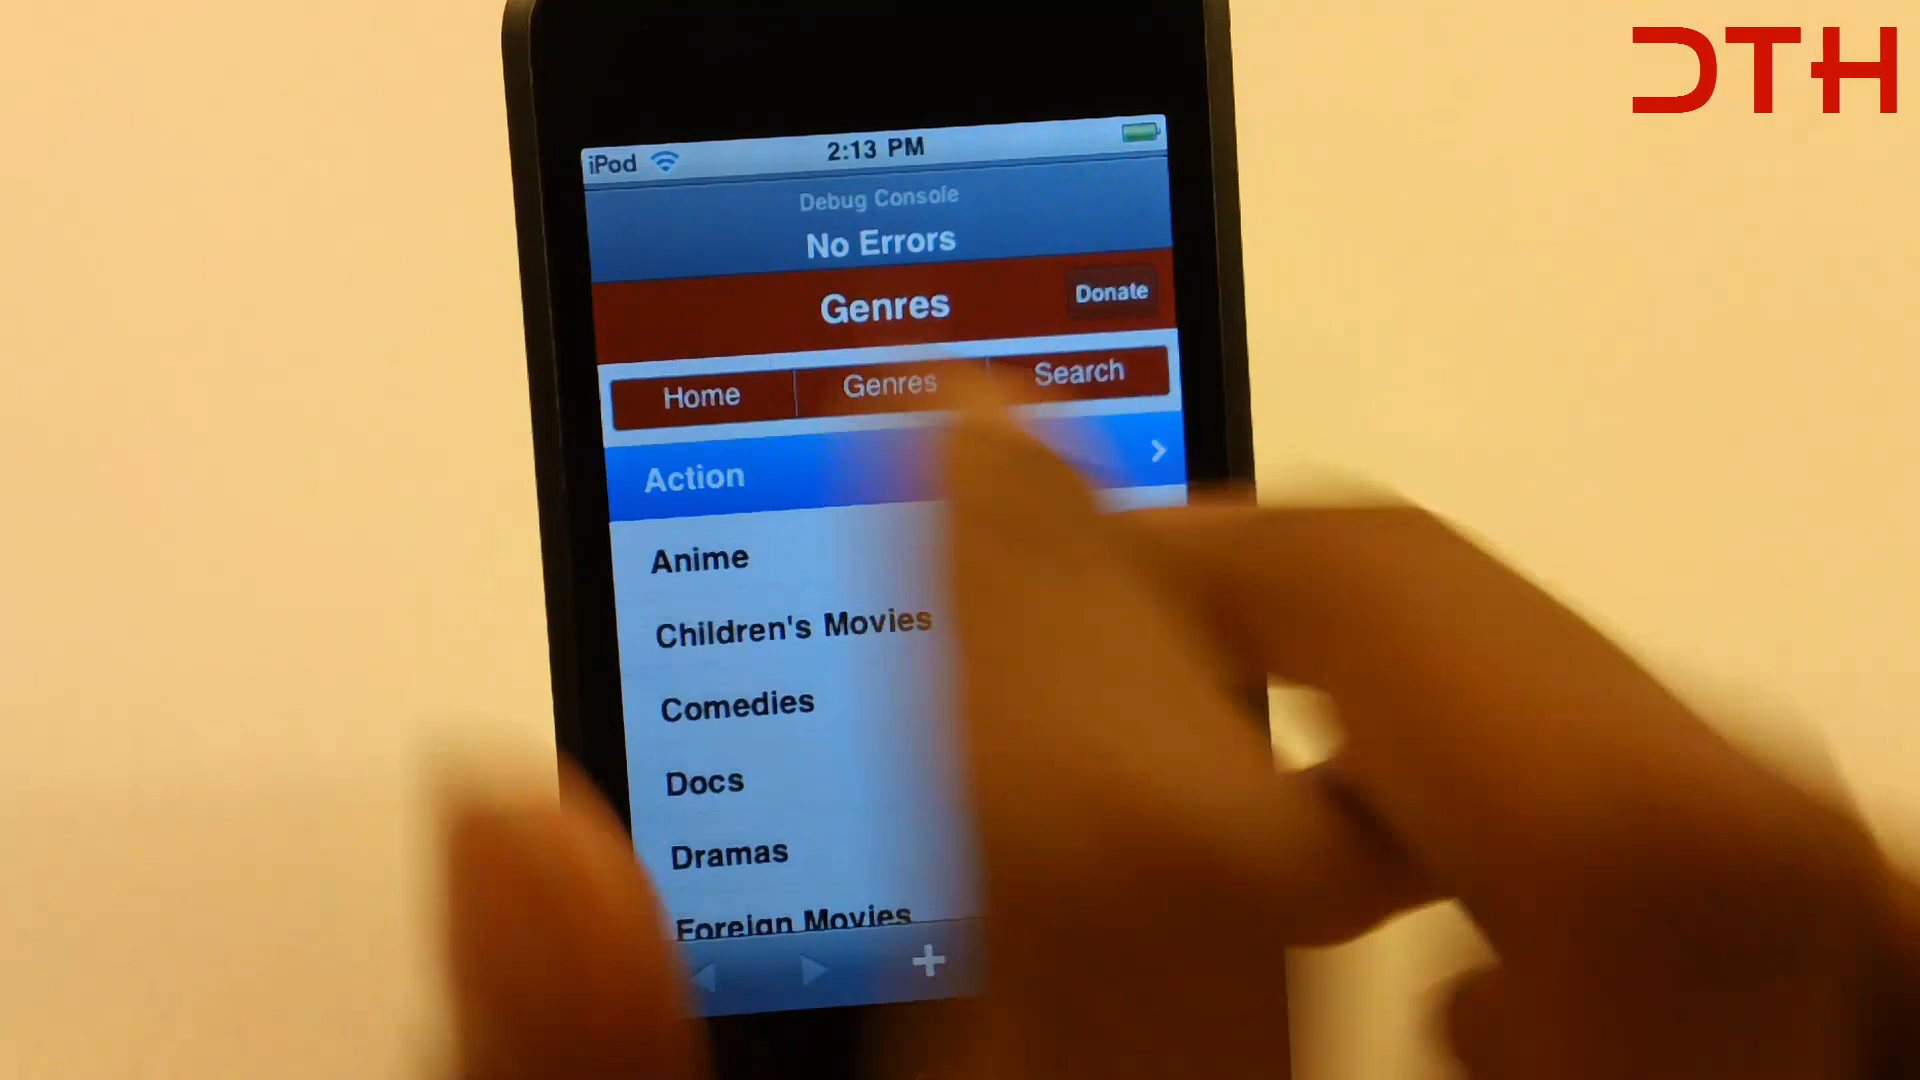 DTH
iPod 2:13 PM
Debug Console
No Errors
Genres Donate
Home Genres Search
Action
Anime
Children's Movies
Comedies
Docs
Dramas
Foreign Movies